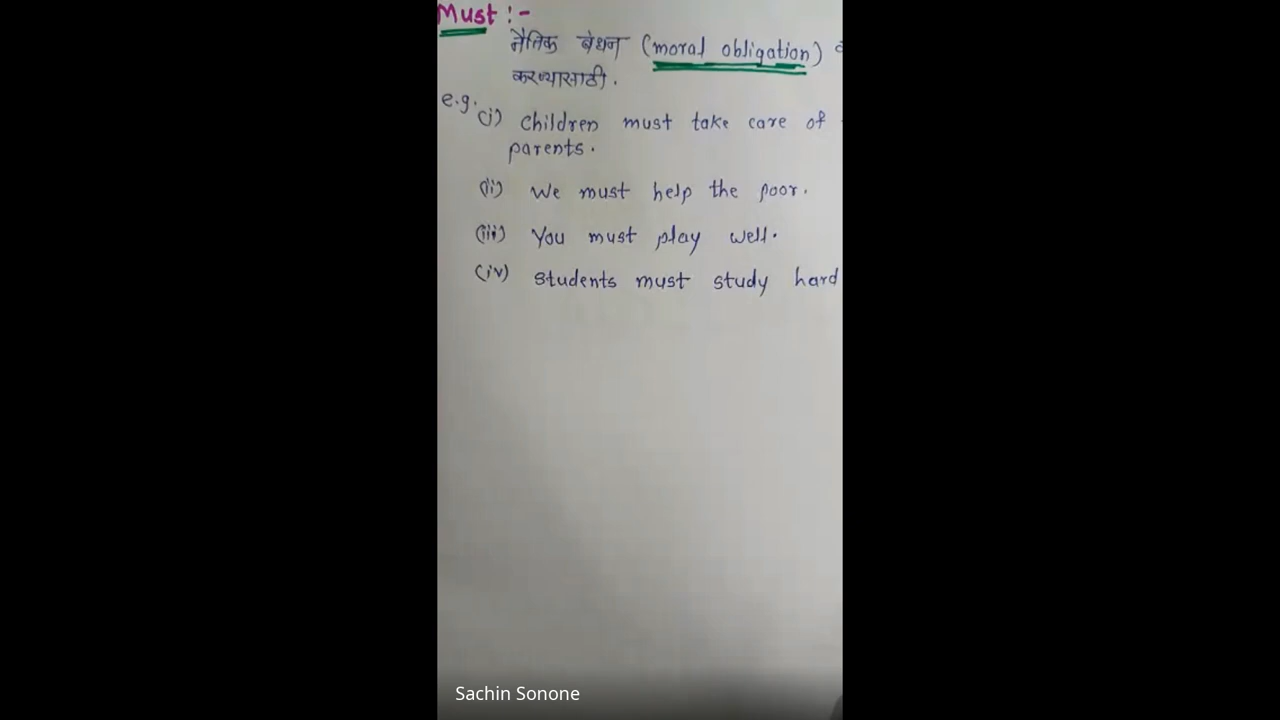 Must :-
नैतिक बंधन (moral obligation)
करण्यासाठी.
e.g.
(i) Children must take care of
parents.
(ii) We must help the poor.
(iii) You must play well.
(iv) Students must study hard
Sachin Sonone